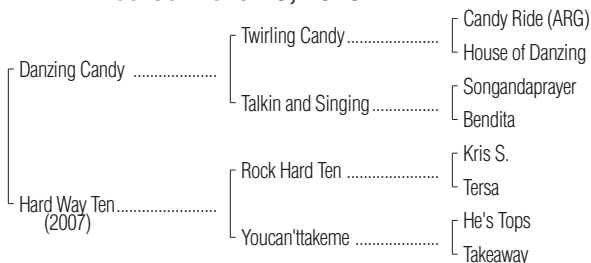 Candy Ride (ARG)
Twirling Candy ......................
House of Danzing
Danzing Candy ....................
Songandaprayer
Talkin and Singing ................
Bendita
Kris S.
Rock Hard Ten ......................
Tersa
Hard Way Ten ........................
(2007)
He's Tops
Youcan'ttakeme ....................
Takeaway